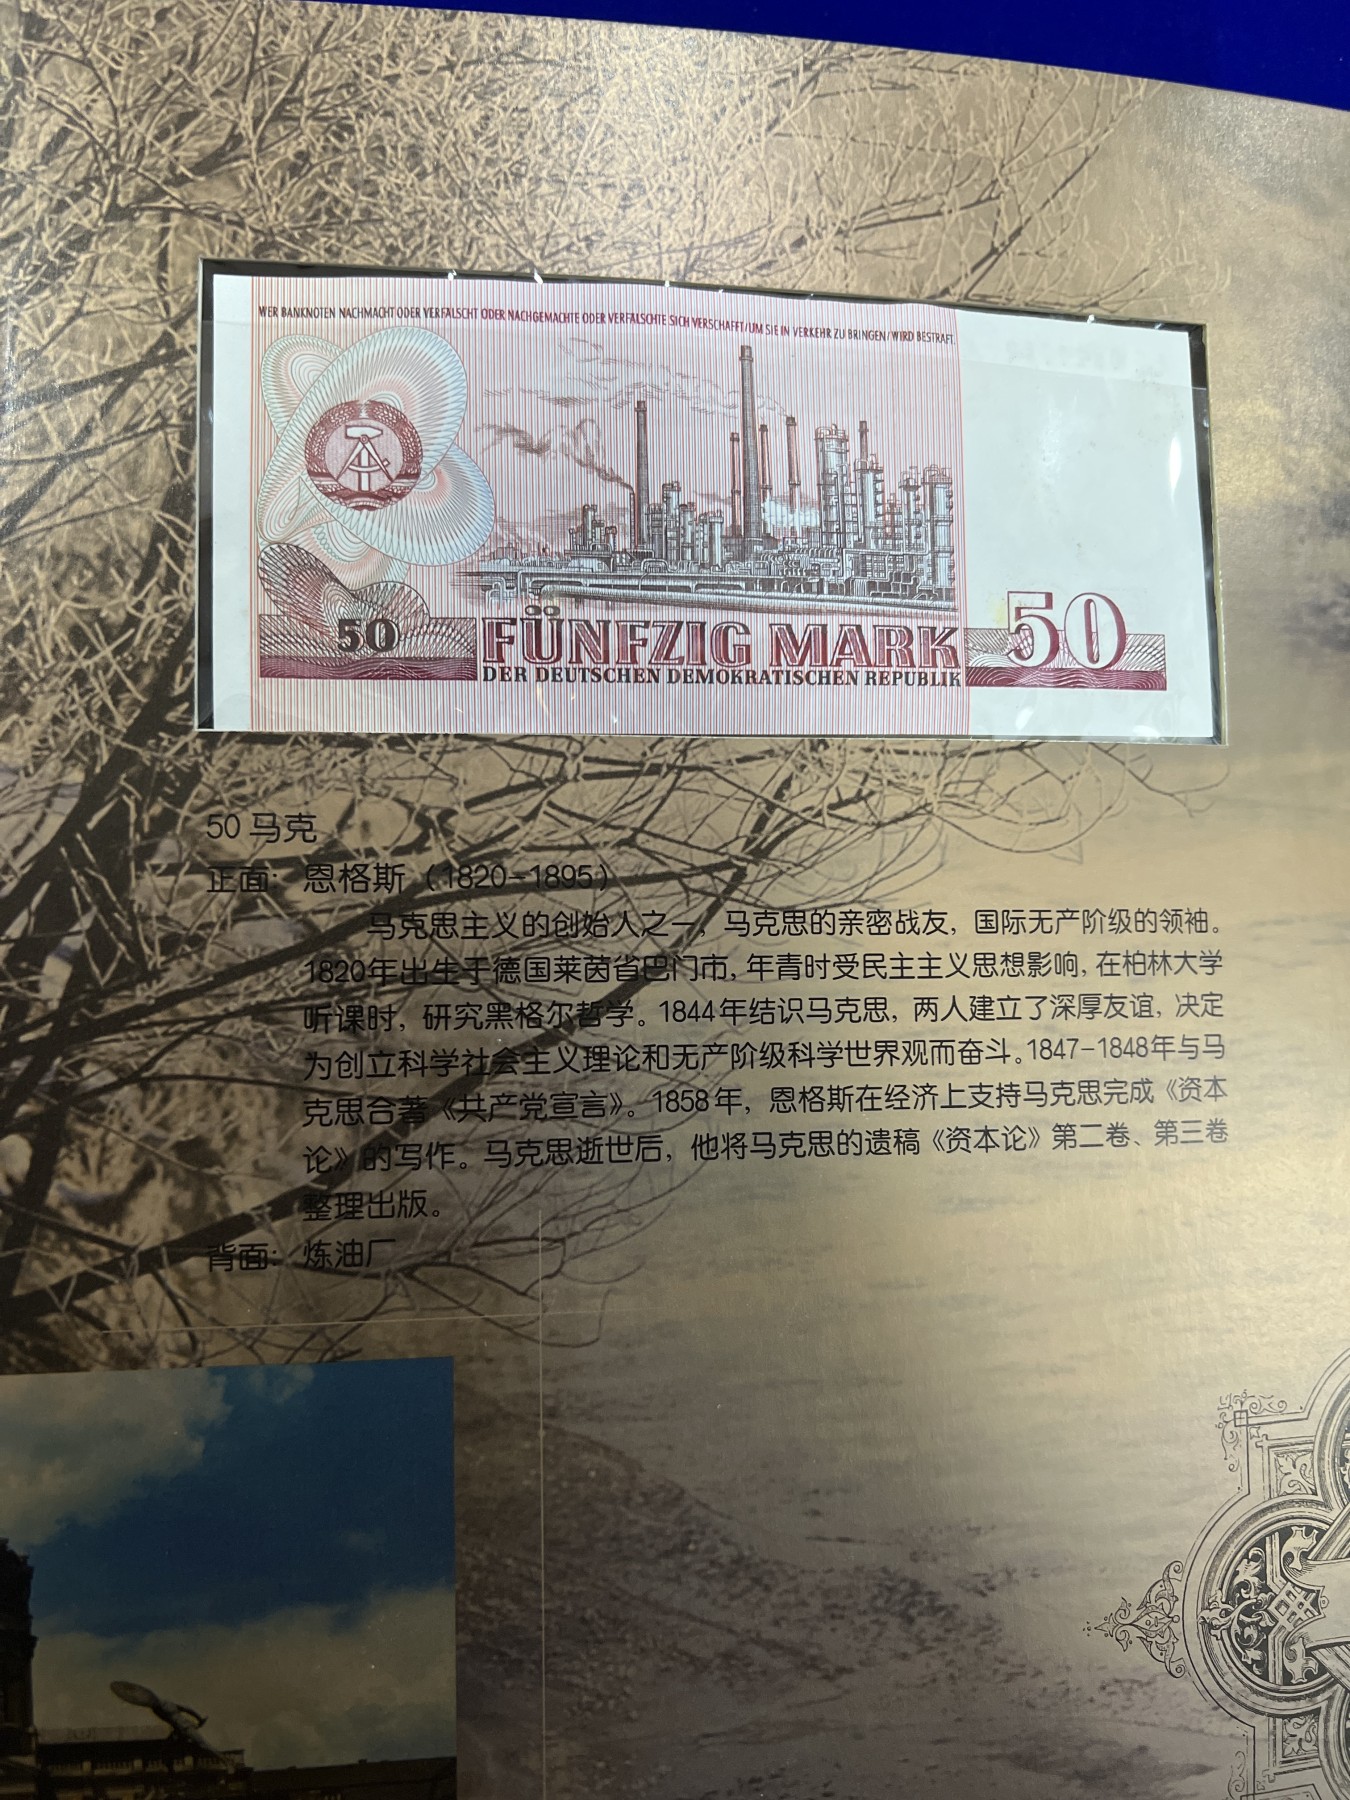 WER BANKNOTEN NACHMACHT ODER VERFÄLSCHT ODER NACHGEMACHTE ODER VERFÄLSCHTE SICH VERSCHAFFT/UM SIE IN VERKEHR ZU BRINGEN/WIRD BESTRAFT.
50
FÜNFZIG MARK
50
DER DEUTSCHEN DEMOKRATISCHEN REPUBLIK
50 马克
正面：恩格斯（1820-1895）
马克思主义的创始人之一，马克思的亲密战友，国际无产阶级的领袖。
1820年出生于德国莱茵省巴门市，年青时受民主主义思想影响，在柏林大学
听课时，研究黑格尔哲学。1844年结识马克思，两人建立了深厚友谊，决定
为创立科学社会主义理论和无产阶级科学世界观而奋斗。1847-1848年与马
克思合著《共产党宣言》。1858年，恩格斯在经济上支持马克思完成《资本
论》的写作。马克思逝世后，他将马克思的遗稿《资本论》第二卷、第三卷
整理出版。
背面：炼油厂